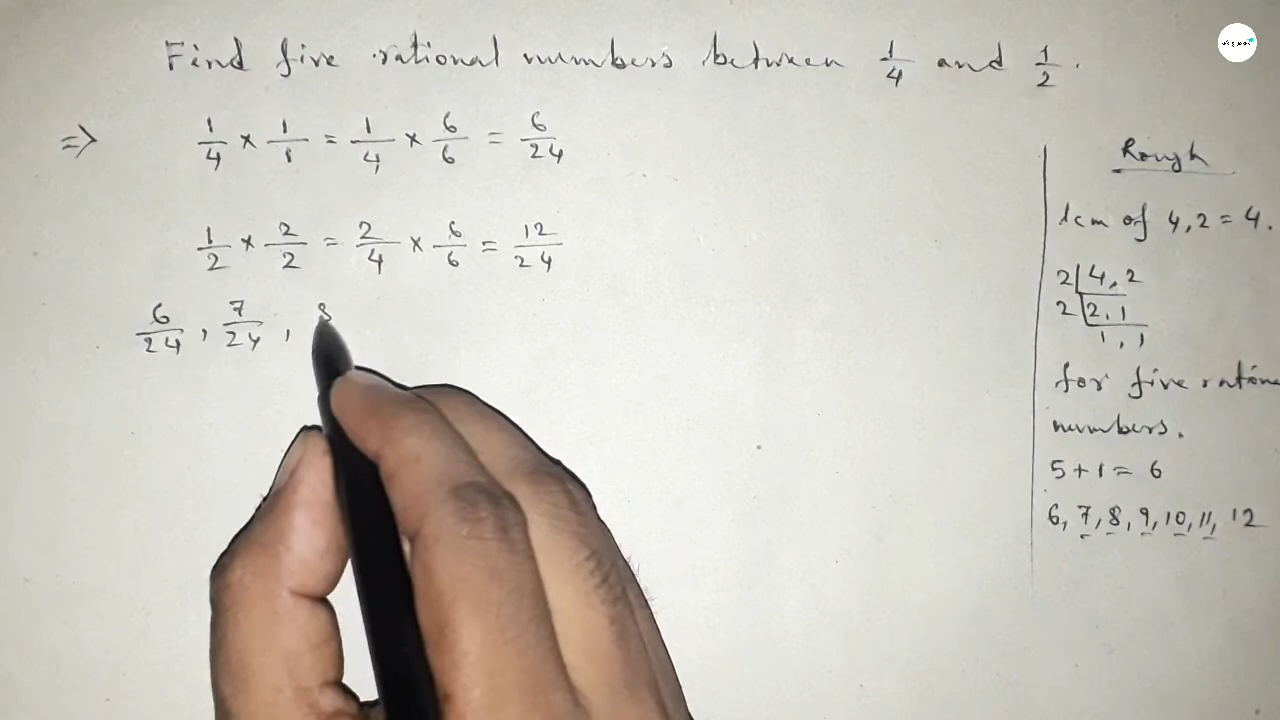 Find five rational numbers between 1/4 and 1/2.
=> 1/4 × 1/1 = 1/4 × 6/6 = 6/24
1/2 × 2/2 = 2/4 × 6/6 = 12/24
6/24, 7/24, 8
Rough
lcm of 4,2 = 4.
2 | 4, 2
2 | 2, 1
1, 1
for five rationa
numbers.
5 + 1 = 6
6, 7, 8, 9, 10, 11, 12